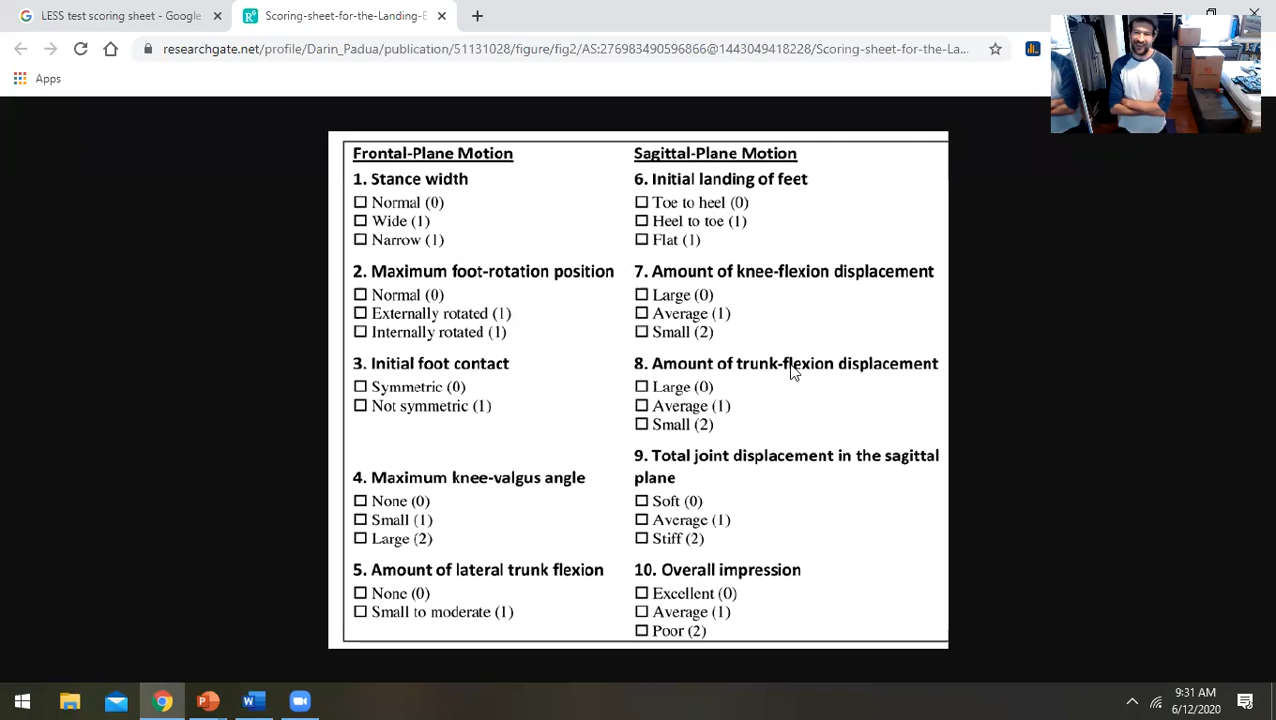 LESS test scoring sheet - Google
Scoring-sheet-for-the-Landing-E
researchgate.net/profile/Darin_Padua/publication/51131028/figure/fig2/AS:276983490596866@1443049418228/Scoring-sheet-for-the-La...
Apps
Frontal-Plane Motion
1. Stance width
Normal (0)
Wide (1)
Narrow (1)
2. Maximum foot-rotation position
Normal (0)
Externally rotated (1)
Internally rotated (1)
3. Initial foot contact
Symmetric (0)
Not symmetric (1)
4. Maximum knee-valgus angle
None (0)
Small (1)
Large (2)
5. Amount of lateral trunk flexion
None (0)
Small to moderate (1)
Sagittal-Plane Motion
6. Initial landing of feet
Toe to heel (0)
Heel to toe (1)
Flat (1)
7. Amount of knee-flexion displacement
Large (0)
Average (1)
Small (2)
8. Amount of trunk-flexion displacement
Large (0)
Average (1)
Small (2)
9. Total joint displacement in the sagittal
plane
Soft (0)
Average (1)
Stiff (2)
10. Overall impression
Excellent (0)
Average (1)
Poor (2)
9:31 AM
6/12/2020